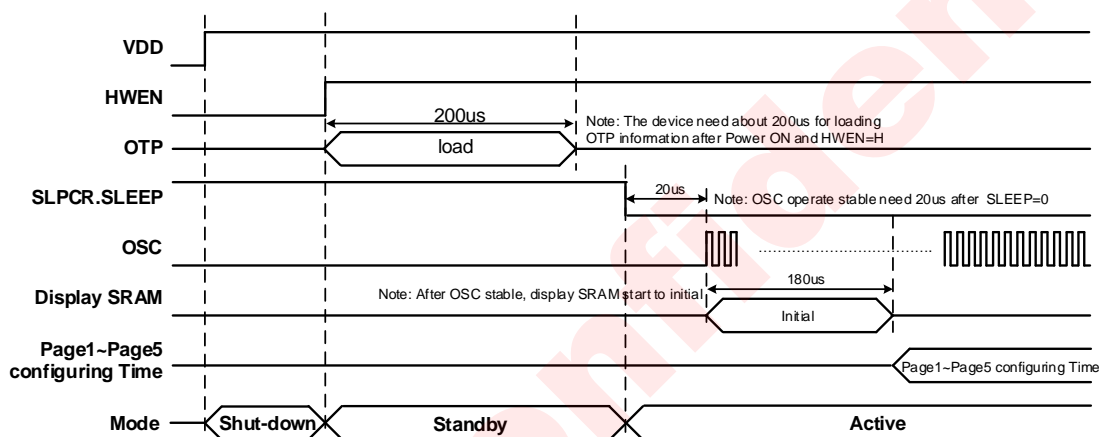 VDD
HWEN
200us
Note: The device need about 200us for loading
OTP information after Power ON and HWEN=H
OTP
load
SLPCR.SLEEP
20us
Note: OSC operate stable need 20us after SLEEP=0
OSC
180us
Display SRAM
Note: After OSC stable, display SRAM start to initial
Initial
Page1~Page5
configuring Time
Page1~Page5 configuring Time
Mode
Shut-down
Standby
Active